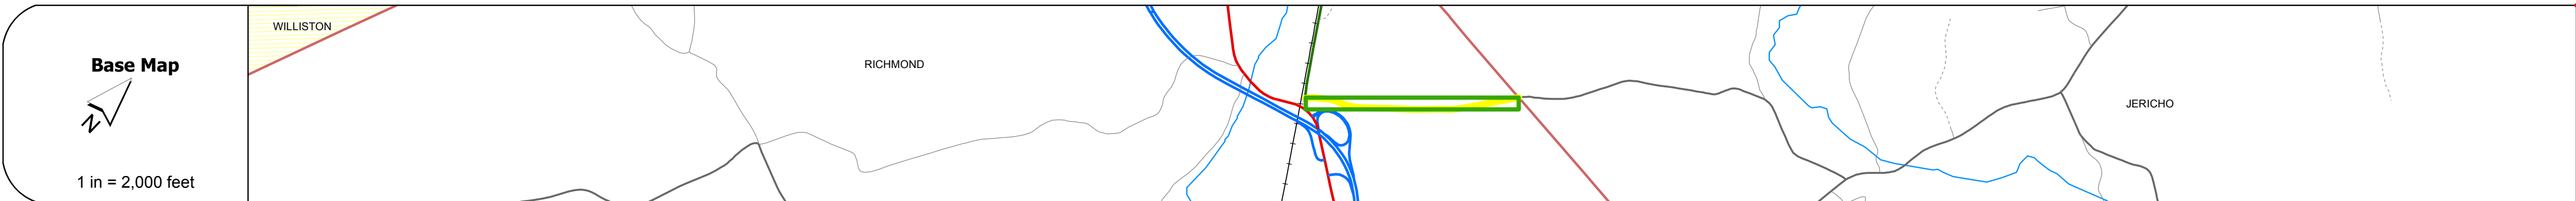 WILLISTON
Base Map
N
1 in = 2,000 feet
RICHMOND
JERICHO